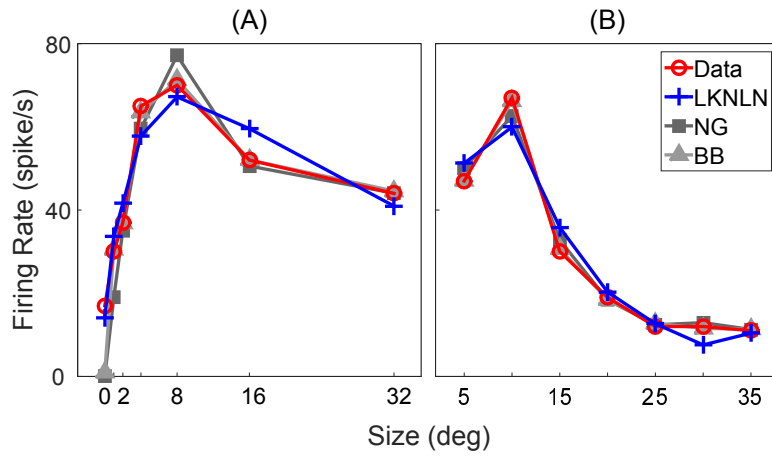 (A)
(B)
Firing Rate (spike/s)
80
40
0
0 2 8 16 32
5 15 25 35
Data
LKNLN
NG
BB
Size (deg)